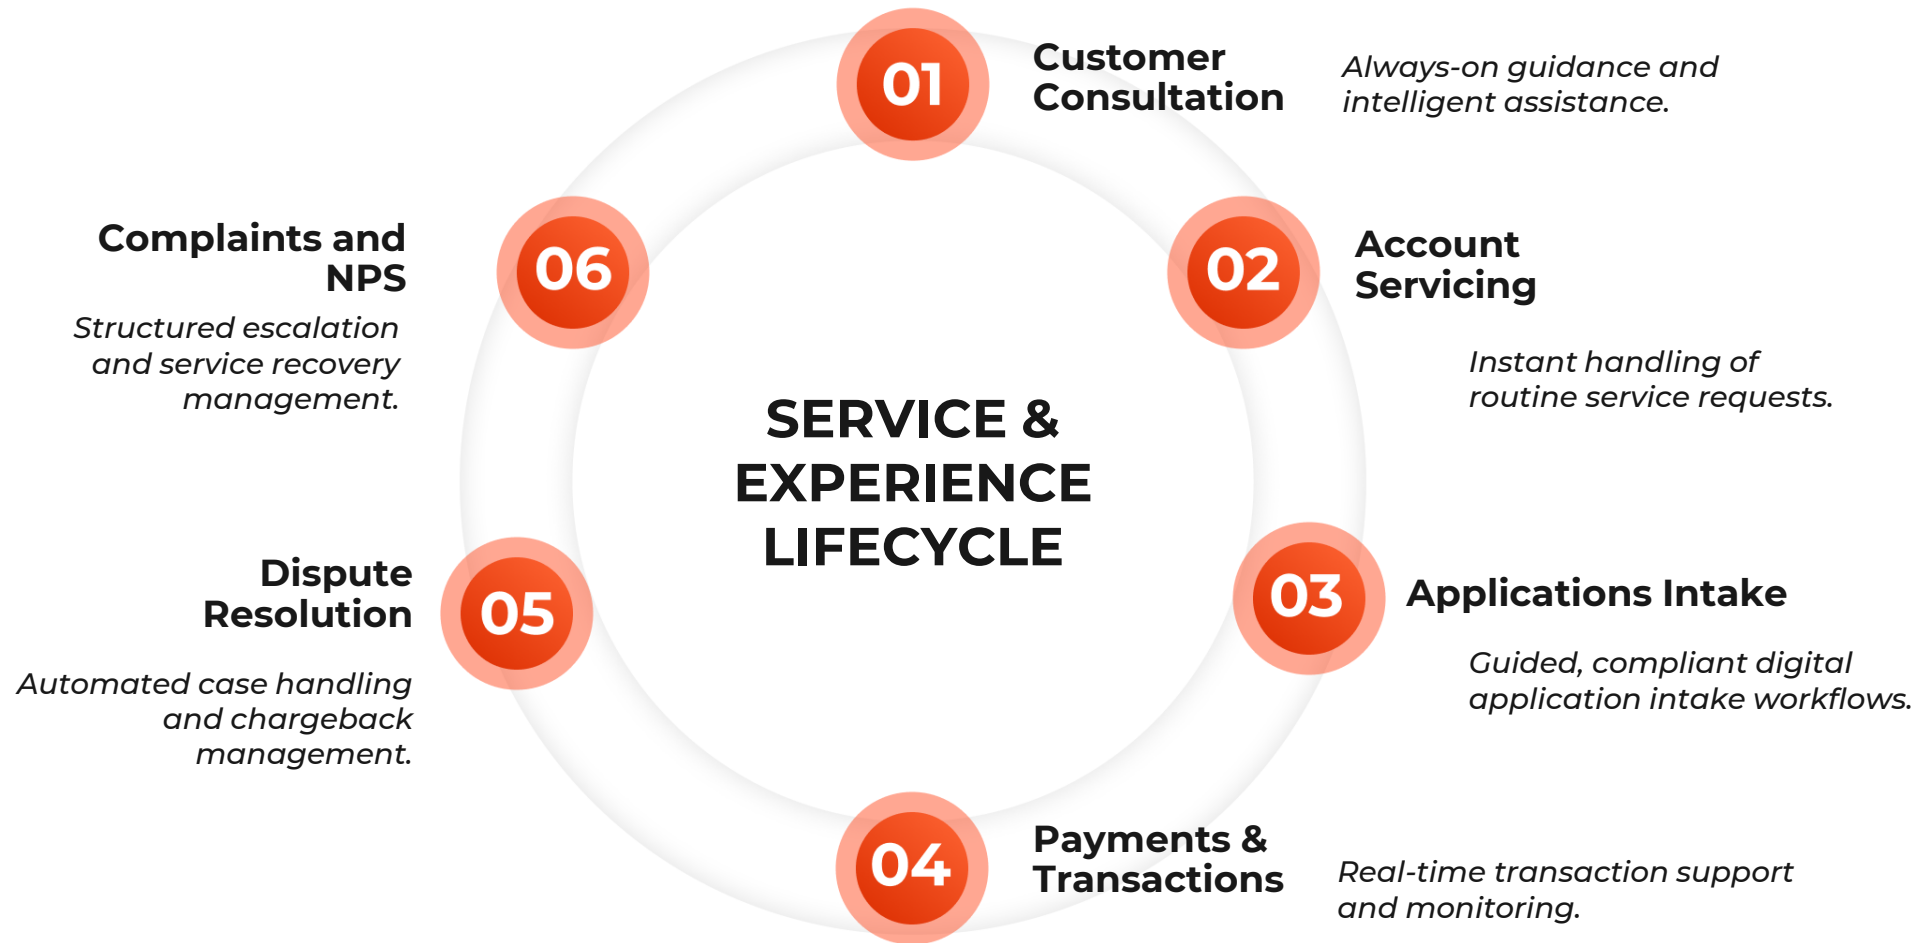 01
Customer
Consultation
Always-on guidance and
intelligent assistance.
02
Account
Servicing
Instant handling of
routine service requests.
03
Applications Intake
Guided, compliant digital
application intake workflows.
04
Payments &
Transactions
Real-time transaction support
and monitoring.
05
Dispute
Resolution
Automated case handling
and chargeback
management.
06
Complaints and
NPS
Structured escalation
and service recovery
management.
SERVICE &
EXPERIENCE
LIFECYCLE